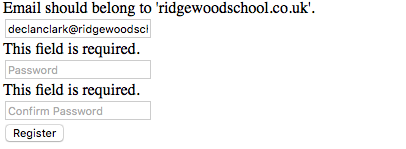 Email should belong to 'ridgewoodschool.co.uk'.
declanclark@ridgewoodscl
This field is required.
Password
This field is required.
Confirm Password
Register